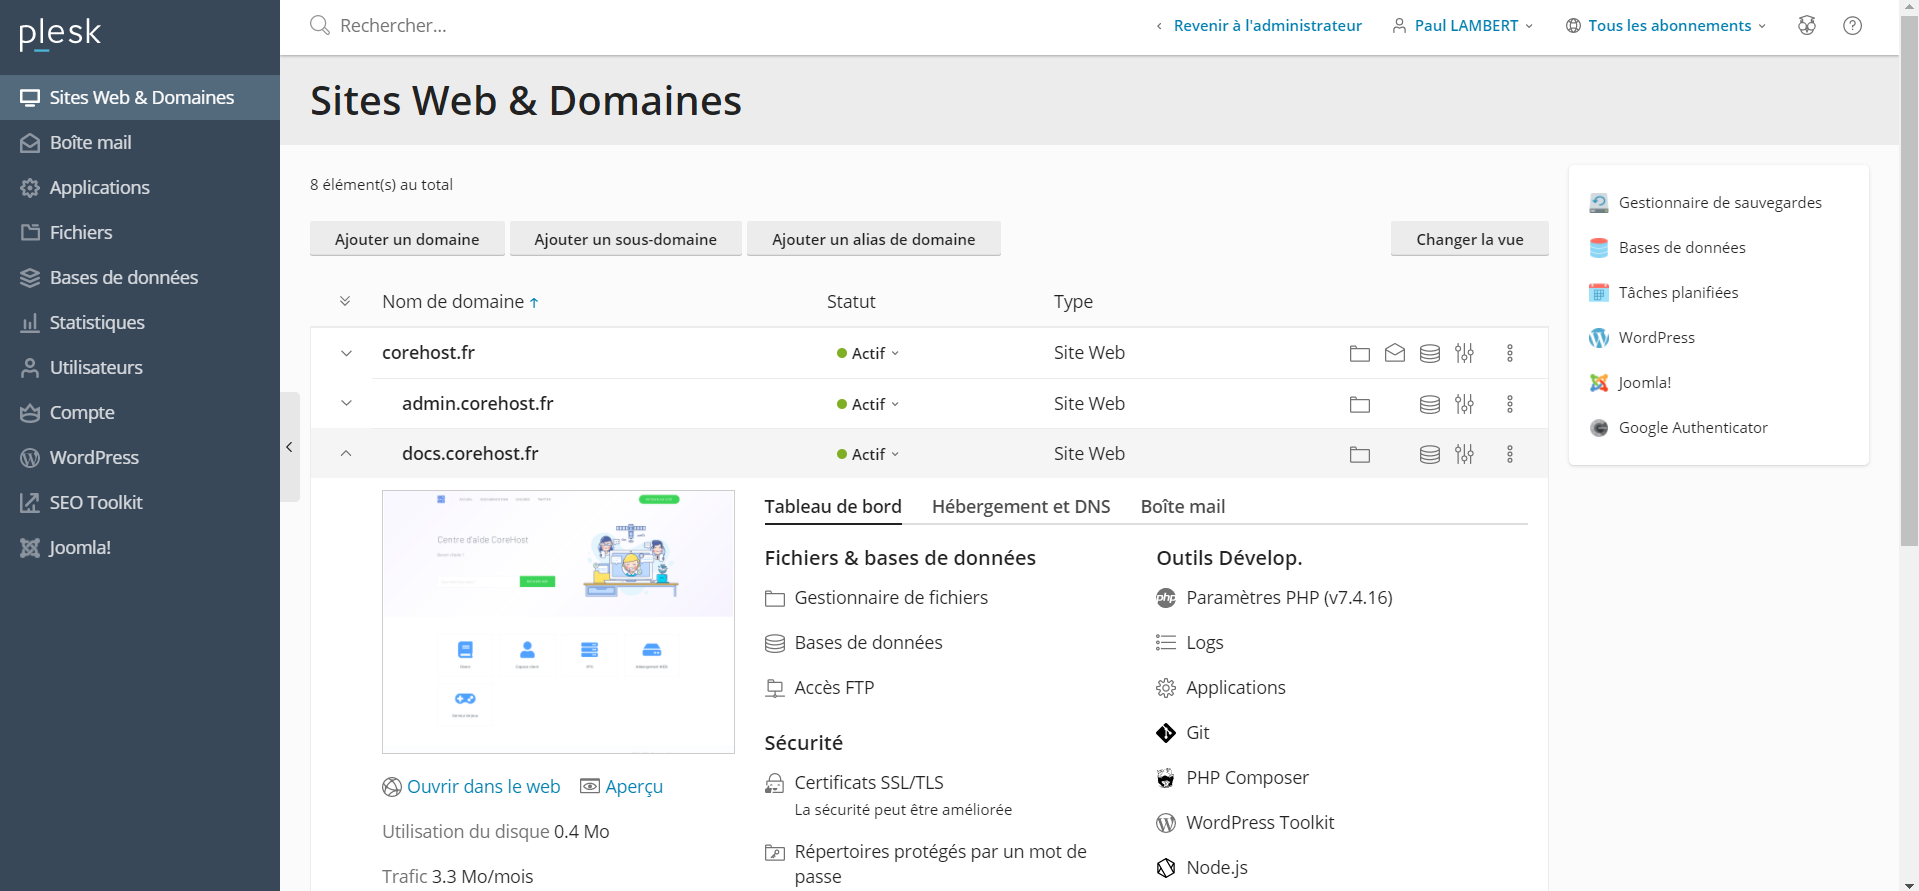 plesk
Rechercher...
Revenir à l'administrateur
Paul LAMBERT
Tous les abonnements
Sites Web & Domaines
Boîte mail
Applications
Fichiers
Bases de données
Statistiques
Utilisateurs
Compte
WordPress
SEO Toolkit
Joomla!
Sites Web & Domaines
8 élément(s) au total
Ajouter un domaine
Ajouter un sous-domaine
Ajouter un alias de domaine
Changer la vue
Nom de domaine ↑
Statut
Type
corehost.fr
Actif
Site Web
admin.corehost.fr
Actif
Site Web
docs.corehost.fr
Actif
Site Web
Centre d'aide CoreHost
Ouvrir dans le web
Aperçu
Utilisation du disque 0.4 Mo
Trafic 3.3 Mo/mois
Tableau de bord
Hébergement et DNS
Boîte mail
Fichiers & bases de données
Gestionnaire de fichiers
Bases de données
Accès FTP
Sécurité
Certificats SSL/TLS
La sécurité peut être améliorée
Répertoires protégés par un mot de
passe
Outils Dévelop.
php
Paramètres PHP (v7.4.16)
Logs
Applications
Git
PHP Composer
WordPress Toolkit
Node.js
Gestionnaire de sauvegardes
Bases de données
Tâches planifiées
WordPress
Joomla!
Google Authenticator